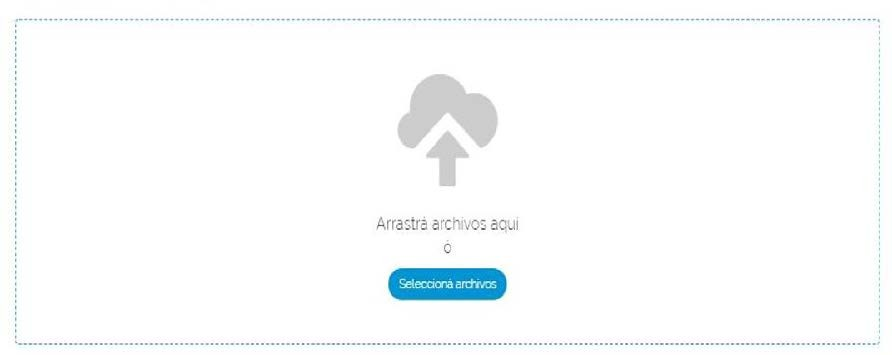 Arrastrá archivos aquí
ó
Seleccioná archivos